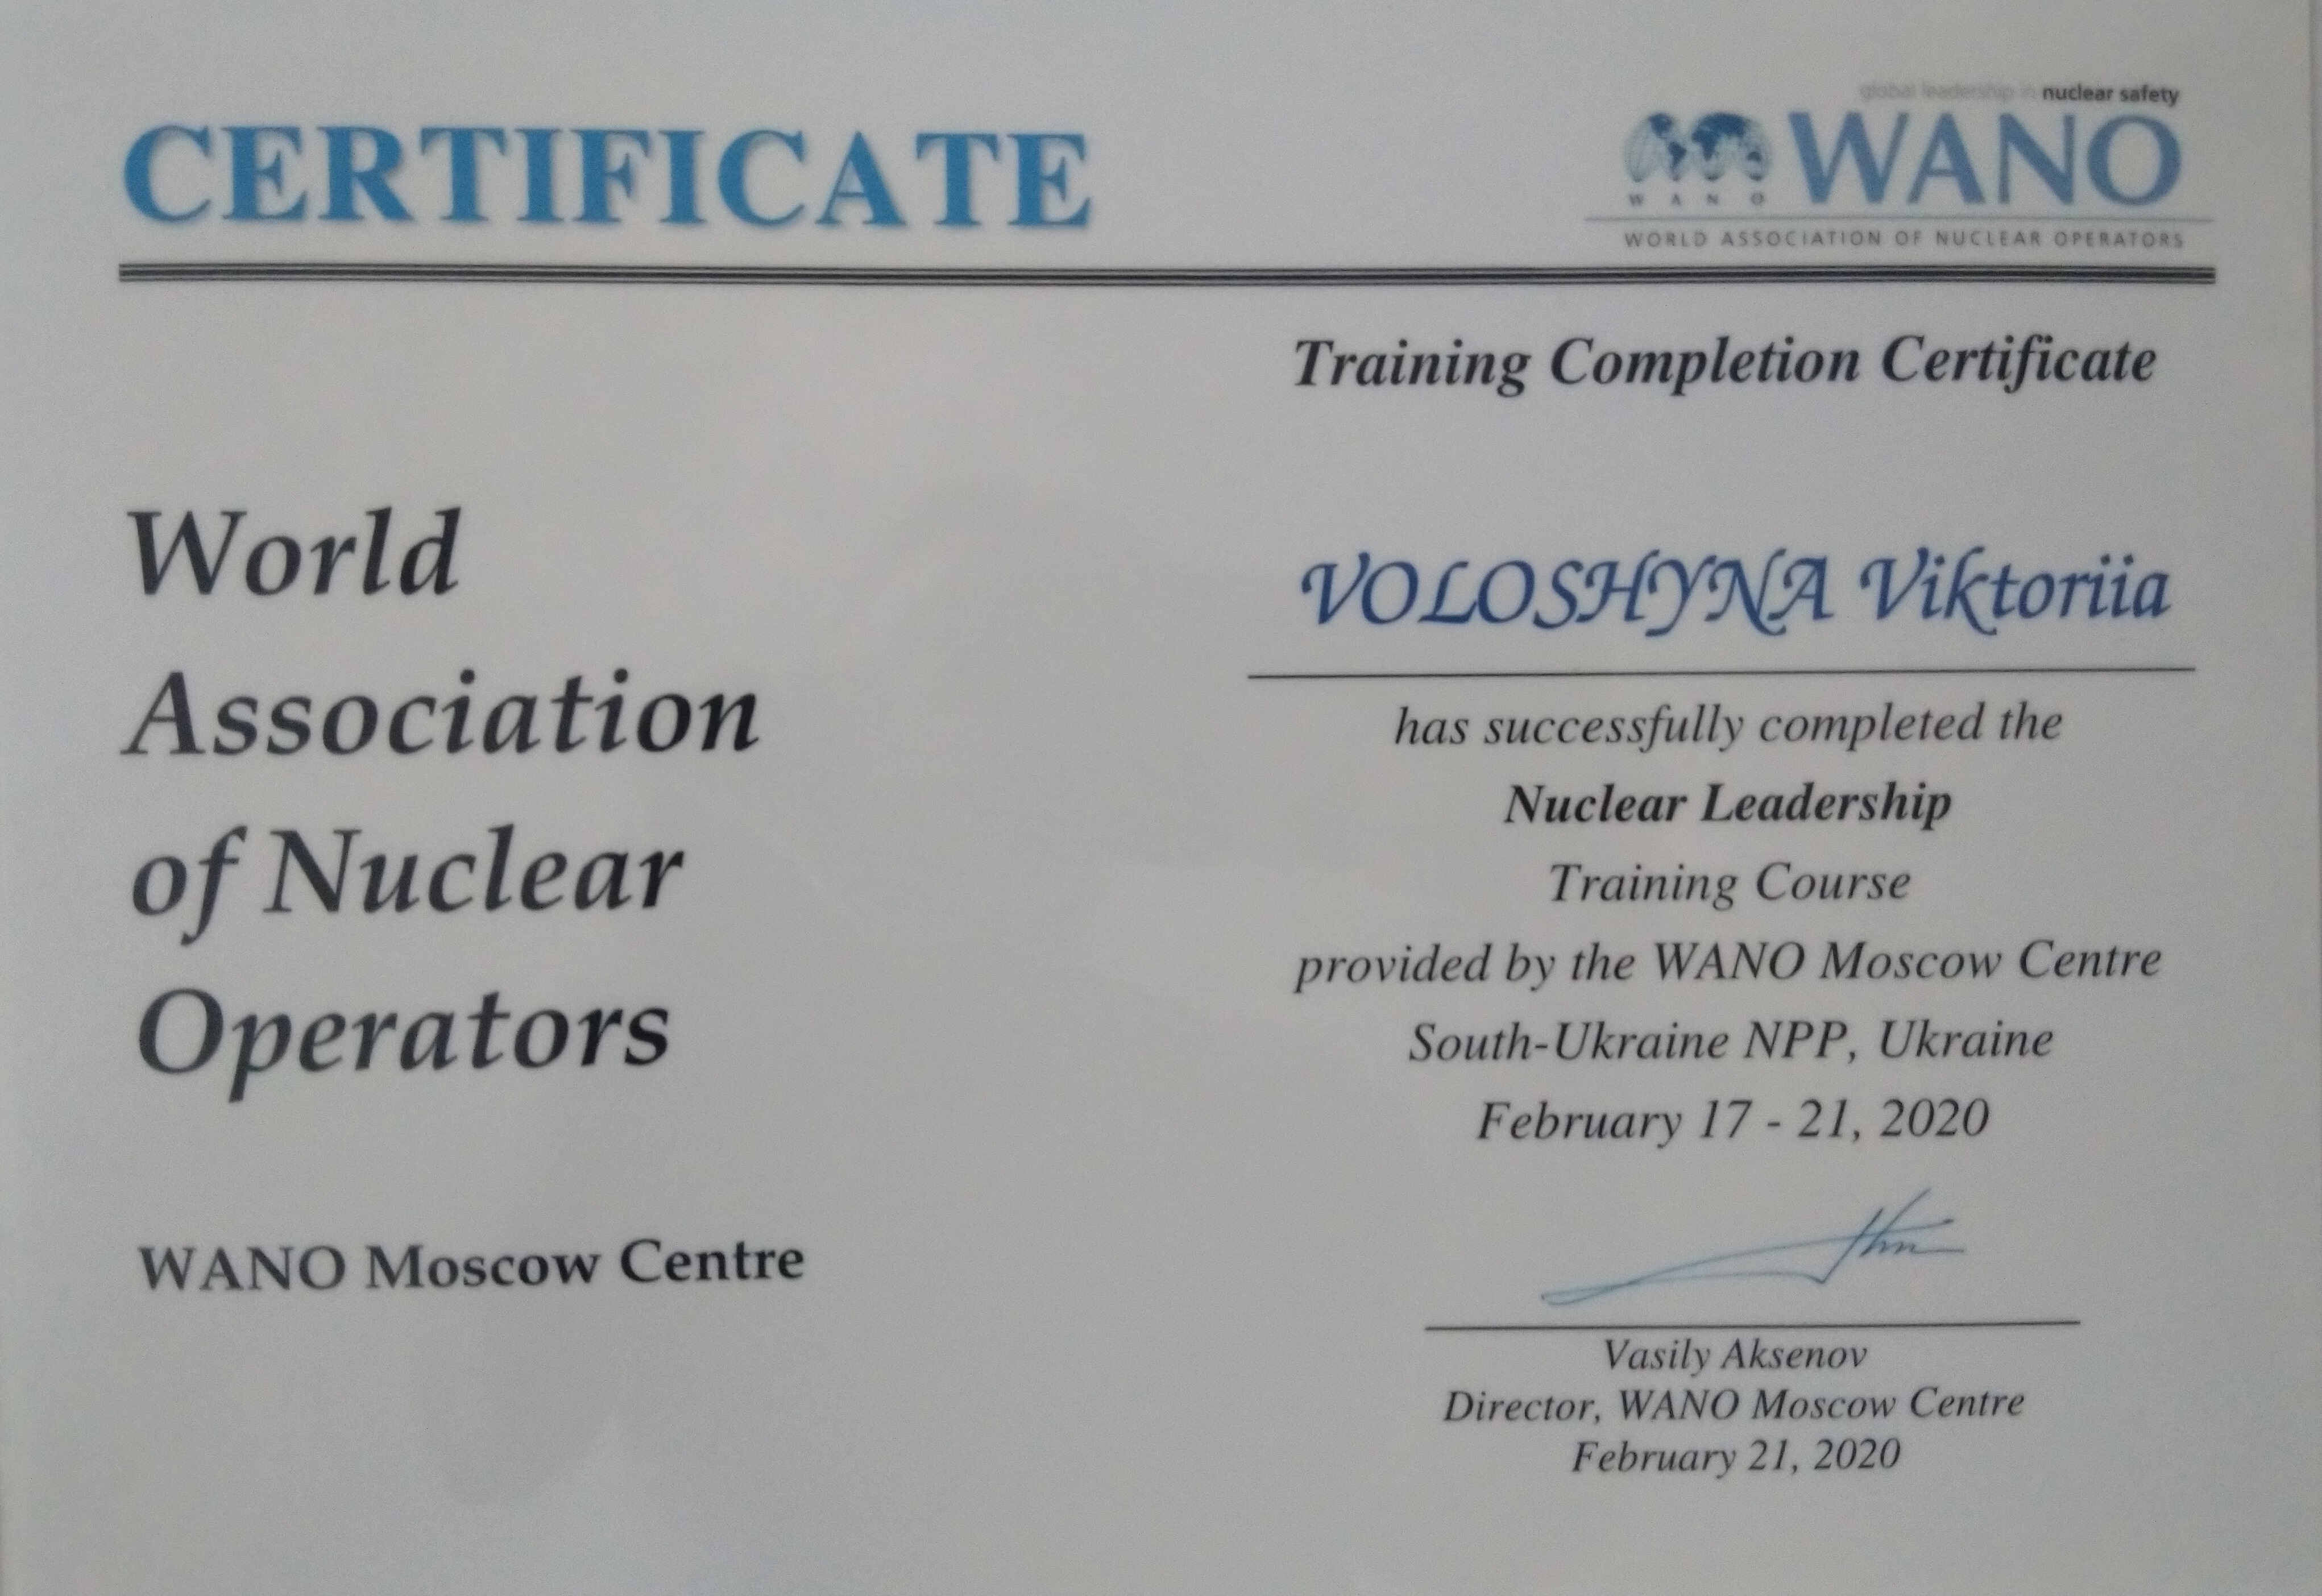 CERTIFICATE
global leadership in nuclear safety
WANO
W A N O
WORLD ASSOCIATION OF NUCLEAR OPERATORS
Training Completion Certificate
World
Association
of Nuclear
Operators
WANO Moscow Centre
VOLOSHYNA Viktoriia
has successfully completed the
Nuclear Leadership
Training Course
provided by the WANO Moscow Centre
South-Ukraine NPP, Ukraine
February 17 - 21, 2020
Vasily Aksenov
Director, WANO Moscow Centre
February 21, 2020